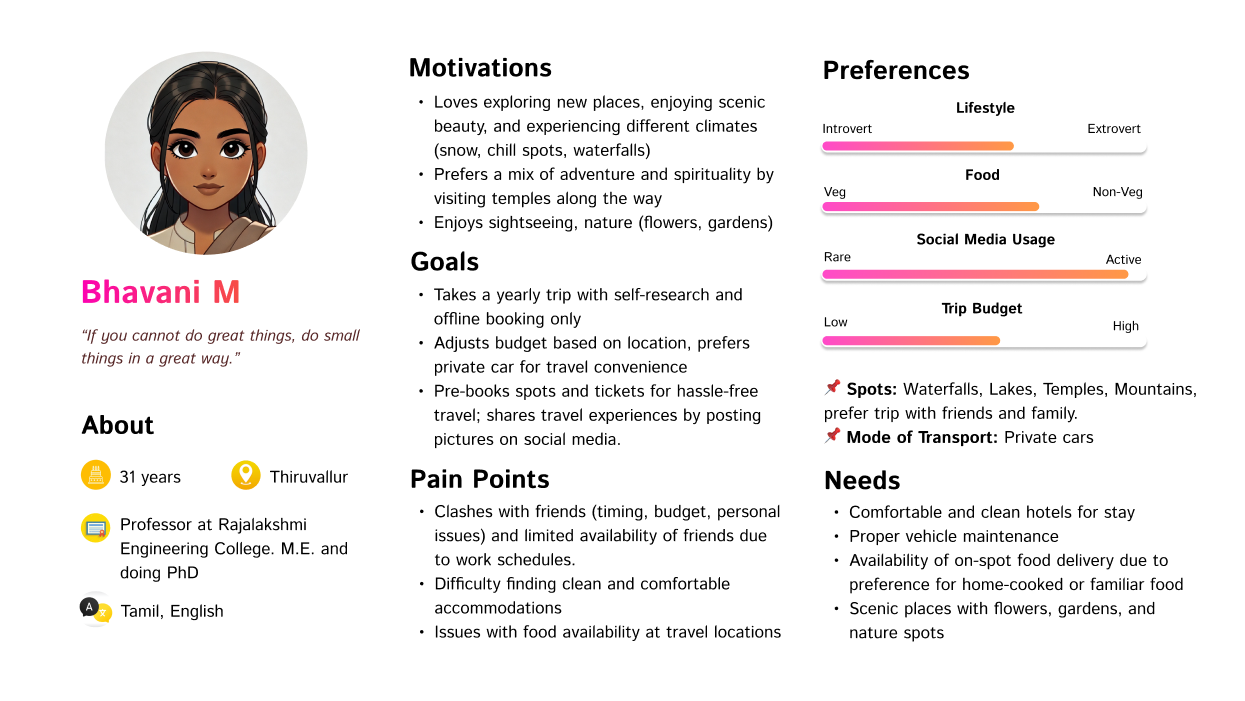 Bhavani M
“If you cannot do great things, do small
things in a great way.”
About
31 years
Thiruvallur
Professor at Rajalakshmi
Engineering College. M.E. and
doing PhD
A
Tamil, English
Motivations
• Loves exploring new places, enjoying scenic
beauty, and experiencing different climates
(snow, chill spots, waterfalls)
• Prefers a mix of adventure and spirituality by
visiting temples along the way
• Enjoys sightseeing, nature (flowers, gardens)
Goals
• Takes a yearly trip with self-research and
offline booking only
• Adjusts budget based on location, prefers
private car for travel convenience
• Pre-books spots and tickets for hassle-free
travel; shares travel experiences by posting
pictures on social media.
Pain Points
• Clashes with friends (timing, budget, personal
issues) and limited availability of friends due
to work schedules.
• Difficulty finding clean and comfortable
accommodations
• Issues with food availability at travel locations
Preferences
Lifestyle
Introvert Extrovert
Food
Veg Non-Veg
Social Media Usage
Rare Active
Trip Budget
Low High
Spots: Waterfalls, Lakes, Temples, Mountains,
prefer trip with friends and family.
Mode of Transport: Private cars
Needs
• Comfortable and clean hotels for stay
• Proper vehicle maintenance
• Availability of on-spot food delivery due to
preference for home-cooked or familiar food
• Scenic places with flowers, gardens, and
nature spots